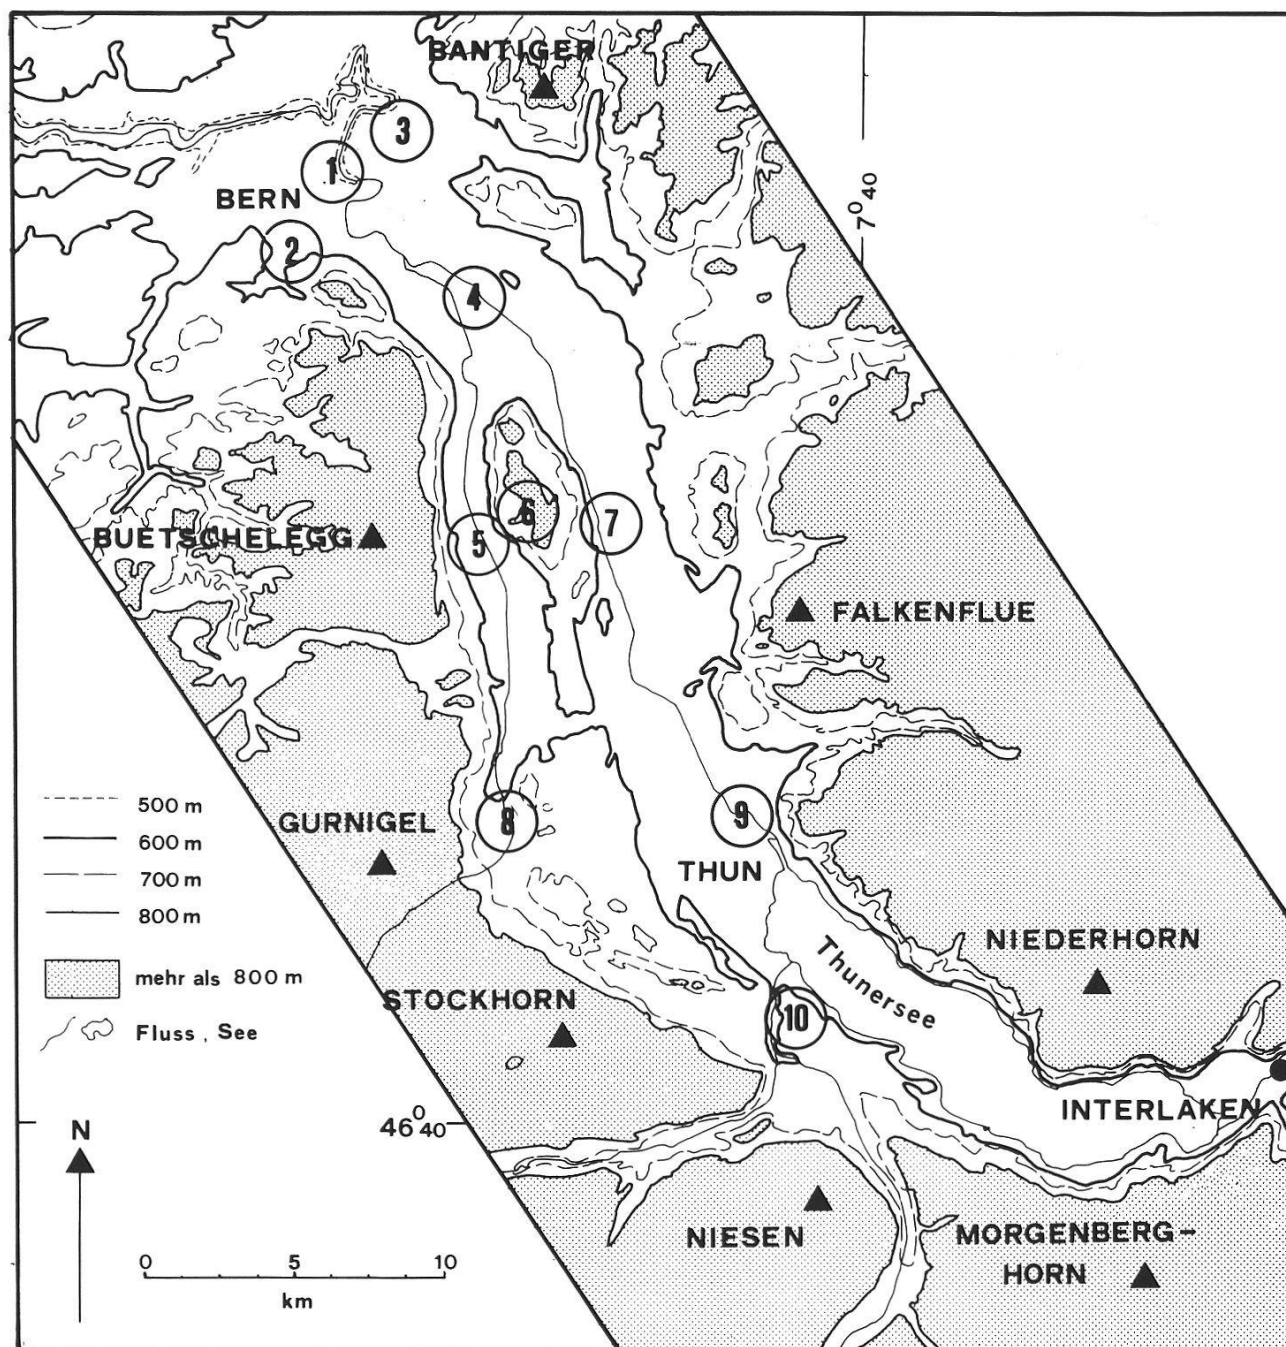 BANTIGER
3
1
BERN
7°40
2
4
6
7
5
BUETSCHELEGG
FALKENFLUE
500 m
600 m
700 m
800 m
GURNIGEL
8
9
THUN
mehr als 800 m
Fluss, See
NIEDERHORN
Thunersee
STOCKHORN
10
INTERLAKEN
N
46°40
NIESEN
MORGENBERG-
HORN
0 5 10
km